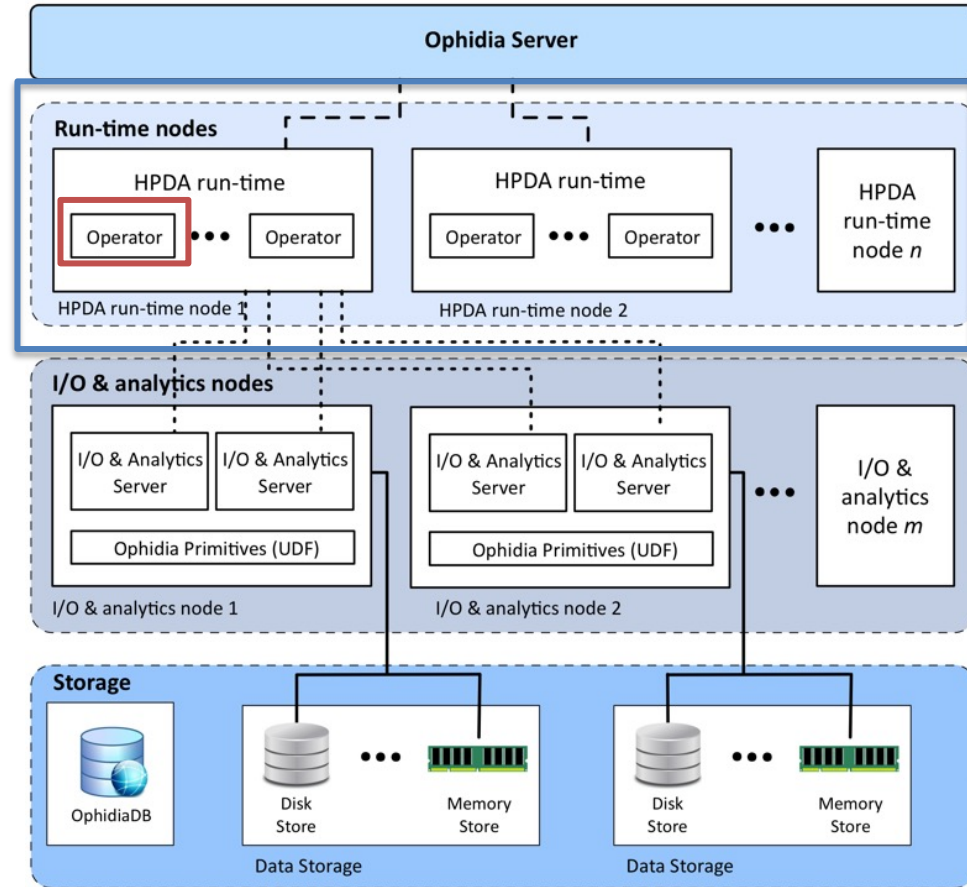 Ophidia Server
Run-time nodes
HPDA run-time
Operator
Operator
HPDA run-time node 1
HPDA run-time
Operator
Operator
HPDA run-time node 2
HPDA
run-time
node n
I/O & analytics nodes
I/O & Analytics
Server
I/O & Analytics
Server
Ophidia Primitives (UDF)
I/O & analytics node 1
I/O & Analytics
Server
I/O & Analytics
Server
Ophidia Primitives (UDF)
I/O & analytics node 2
I/O &
analytics
node m
Storage
OphidiaDB
Disk
Store
Memory
Store
Data Storage
Disk
Store
Memory
Store
Data Storage